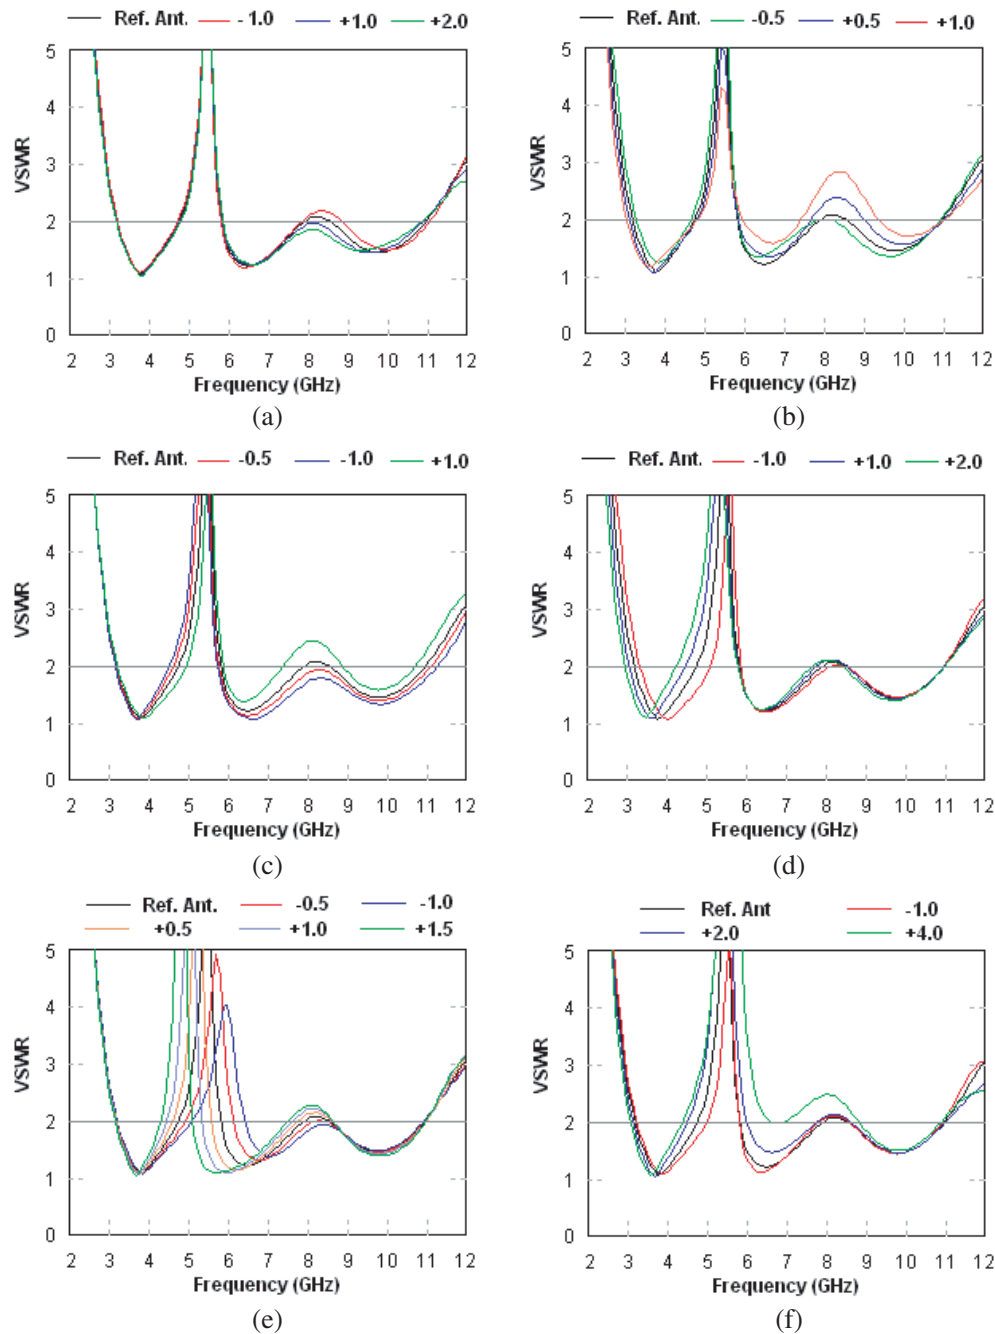 Ref. Ant. - 1.0 +1.0 +2.0
Ref. Ant. -0.5 +0.5 +1.0
5
4
3
2
1
0
VSWR
2 3 4 5 6 7 8 9 10 11 12
Frequency (GHz)
(a)
5
4
3
2
1
0
VSWR
2 3 4 5 6 7 8 9 10 11 12
Frequency (GHz)
(b)
Ref. Ant. -0.5 -1.0 +1.0
Ref. Ant. -1.0 +1.0 +2.0
5
4
3
2
1
0
VSWR
2 3 4 5 6 7 8 9 10 11 12
Frequency (GHz)
(c)
5
4
3
2
1
0
VSWR
2 3 4 5 6 7 8 9 10 11 12
Frequency (GHz)
(d)
Ref. Ant. -0.5 -1.0
+0.5 +1.0 +1.5
Ref. Ant -1.0
+2.0 +4.0
5
4
3
2
1
0
VSWR
2 3 4 5 6 7 8 9 10 11 12
Frequency (GHz)
(e)
5
4
3
2
1
0
VSWR
2 3 4 5 6 7 8 9 10 11 12
Frequency (GHz)
(f)